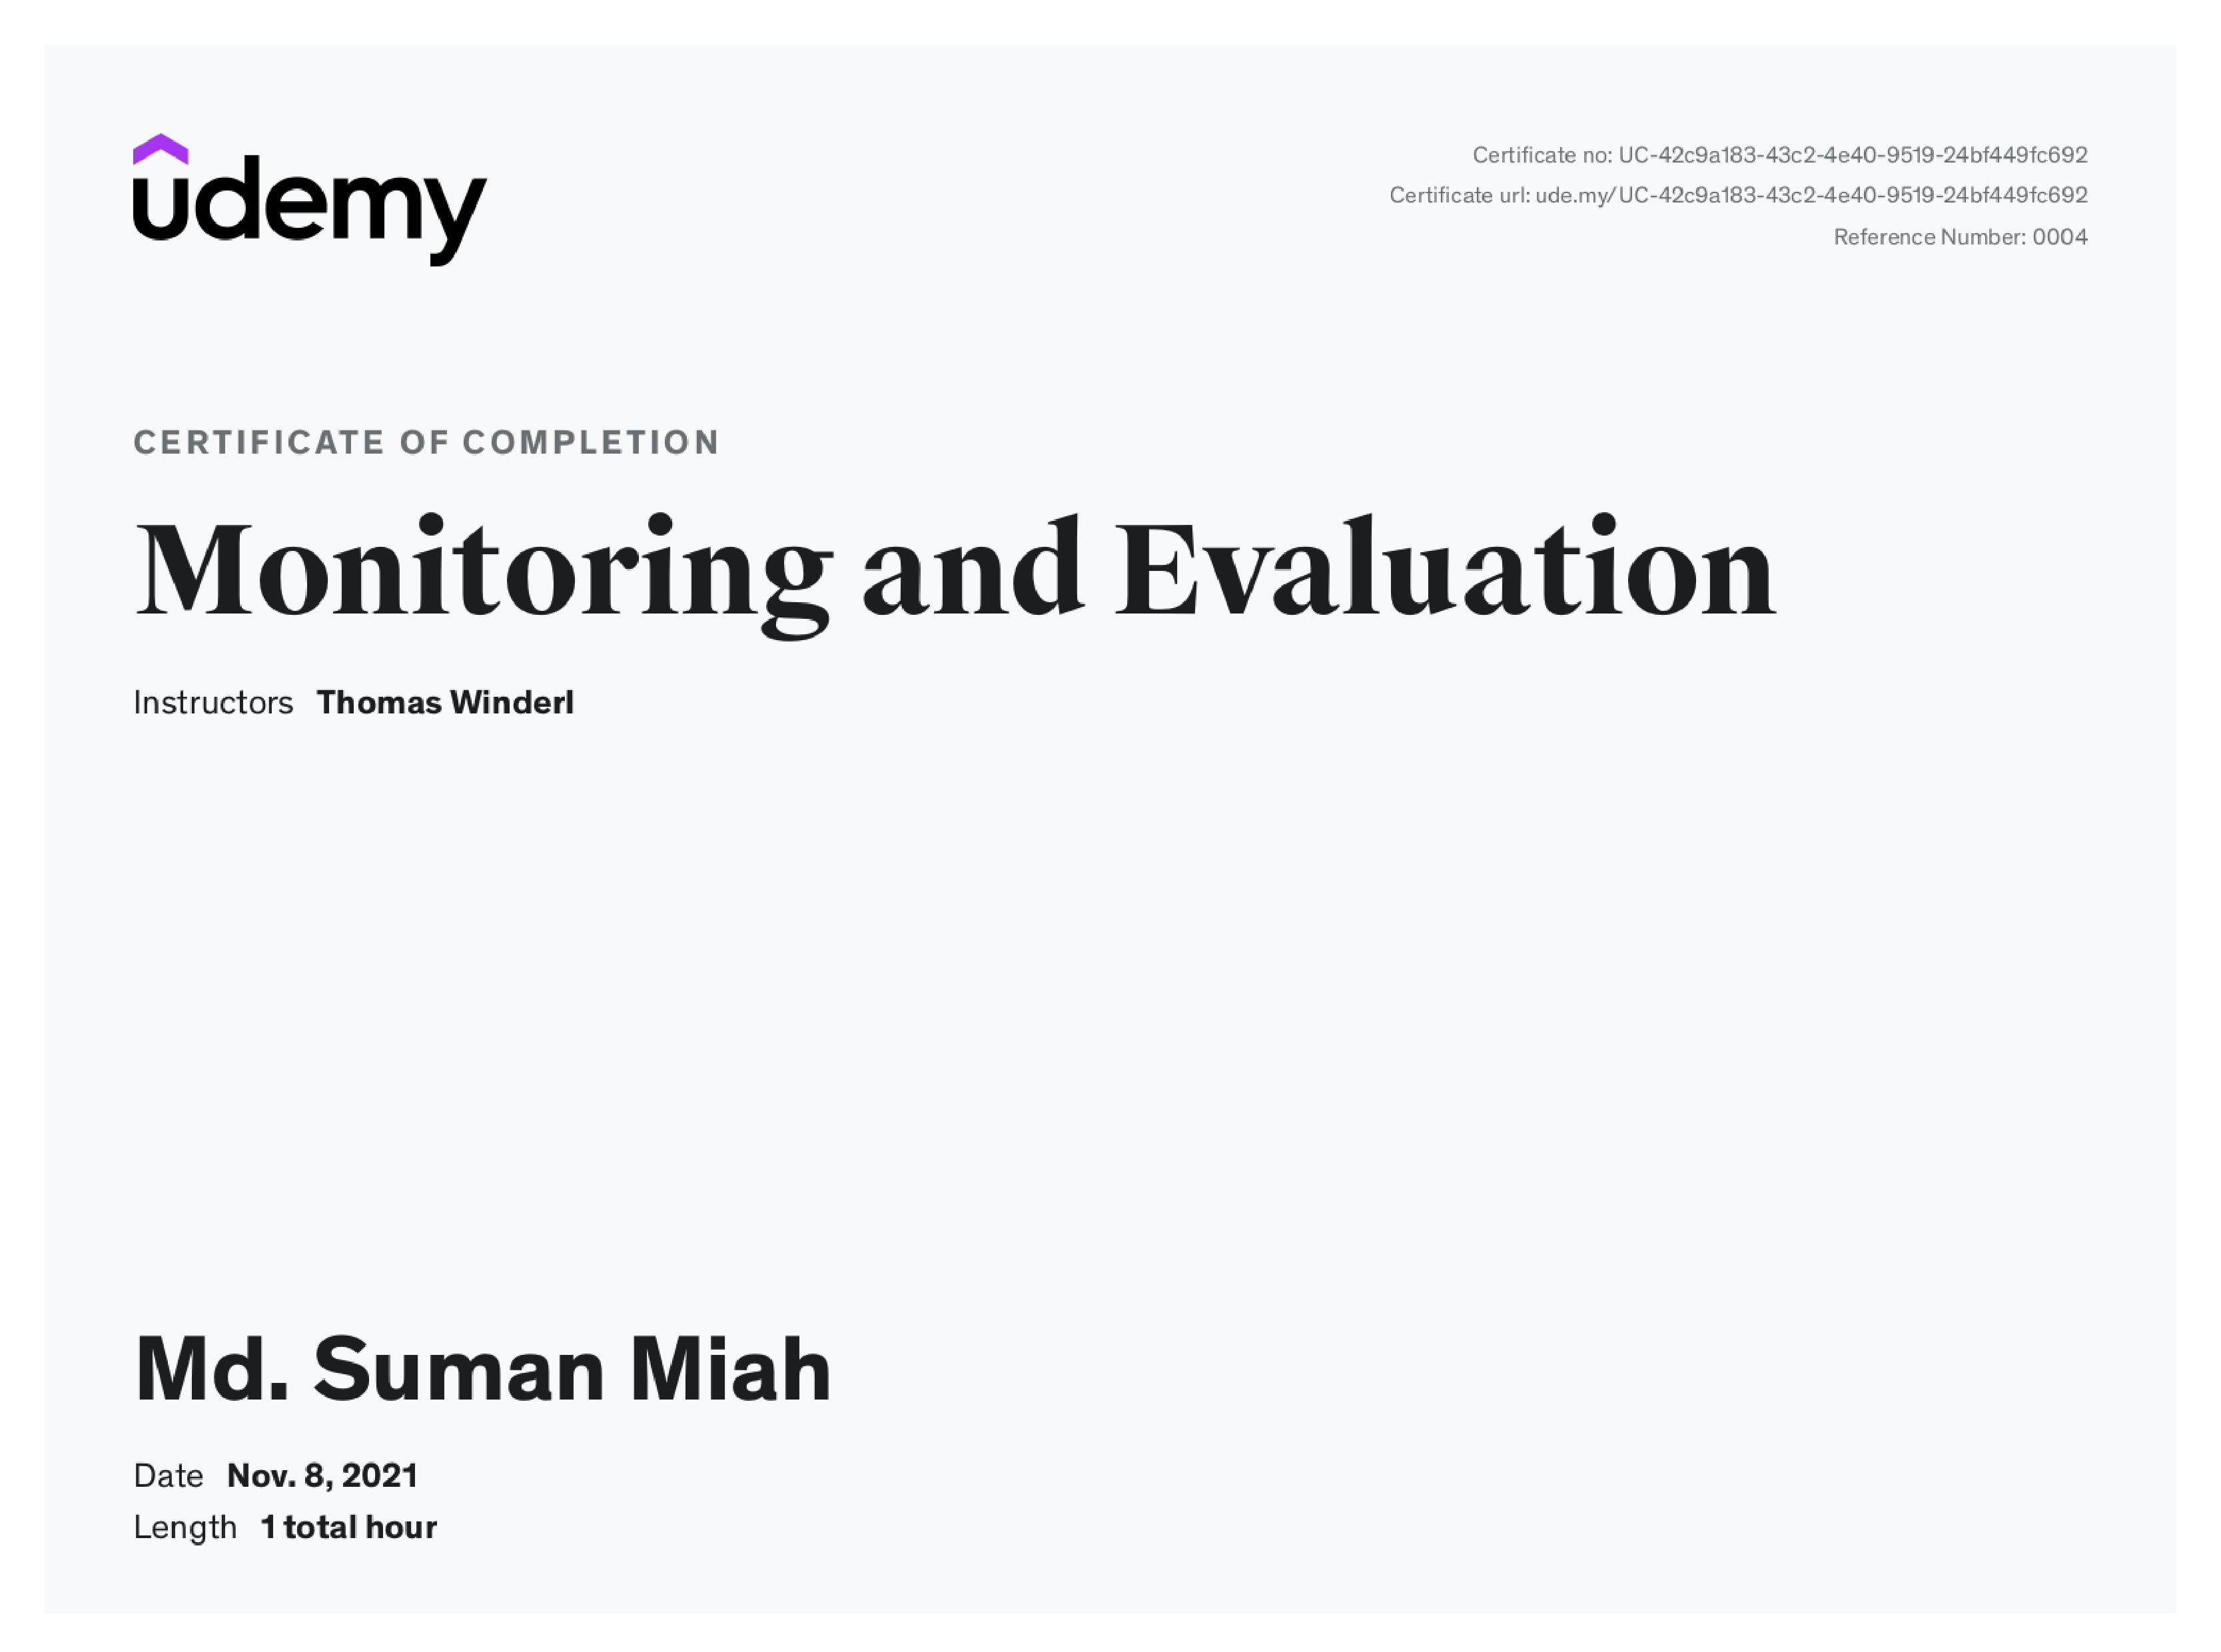 udemy
Certificate no: UC-42c9a183-43c2-4e40-9519-24bf449fc692
Certificate url: ude.my/UC-42c9a183-43c2-4e40-9519-24bf449fc692
Reference Number: 0004
CERTIFICATE OF COMPLETION
Monitoring and Evaluation
Instructors Thomas Winderl
Md. Suman Miah
Date Nov. 8, 2021
Length 1 total hour